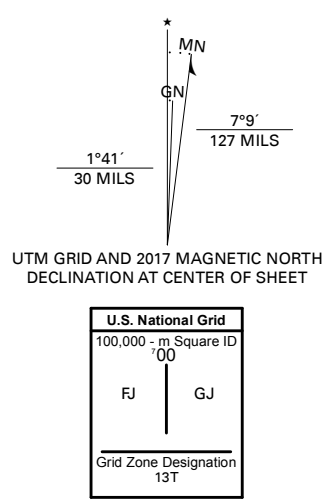 ★
MN
GN
7°9´
127 MILS
1°41´
30 MILS
UTM GRID AND 2017 MAGNETIC NORTH
DECLINATION AT CENTER OF SHEET
U.S. National Grid
100,000 - m Square ID
⁷00
FJ GJ
Grid Zone Designation
13T